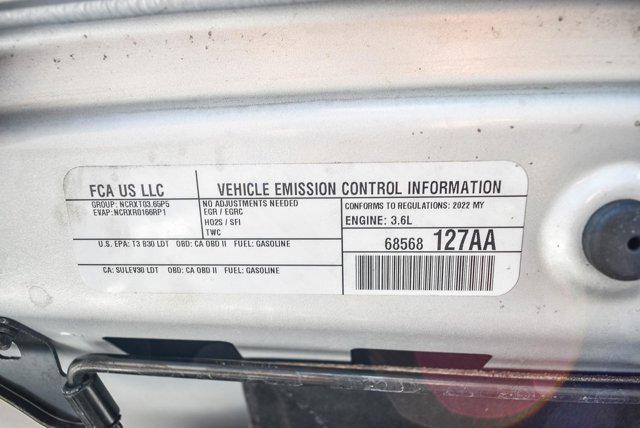 FCA US LLC
VEHICLE EMISSION CONTROL INFORMATION
GROUP: NCRXT03.65P5
EVAP: NCRXR0166RP1
NO ADJUSTMENTS NEEDED
EGR / EGRC
HO2S / SFI
TWC
CONFORMS TO REGULATIONS: 2022 MY
ENGINE: 3.6L
U.S. EPA: T3 B30 LDT OBD: CA OBD II FUEL: GASOLINE
68568 127AA
CA: SULEV30 LDT OBD: CA OBD II FUEL: GASOLINE